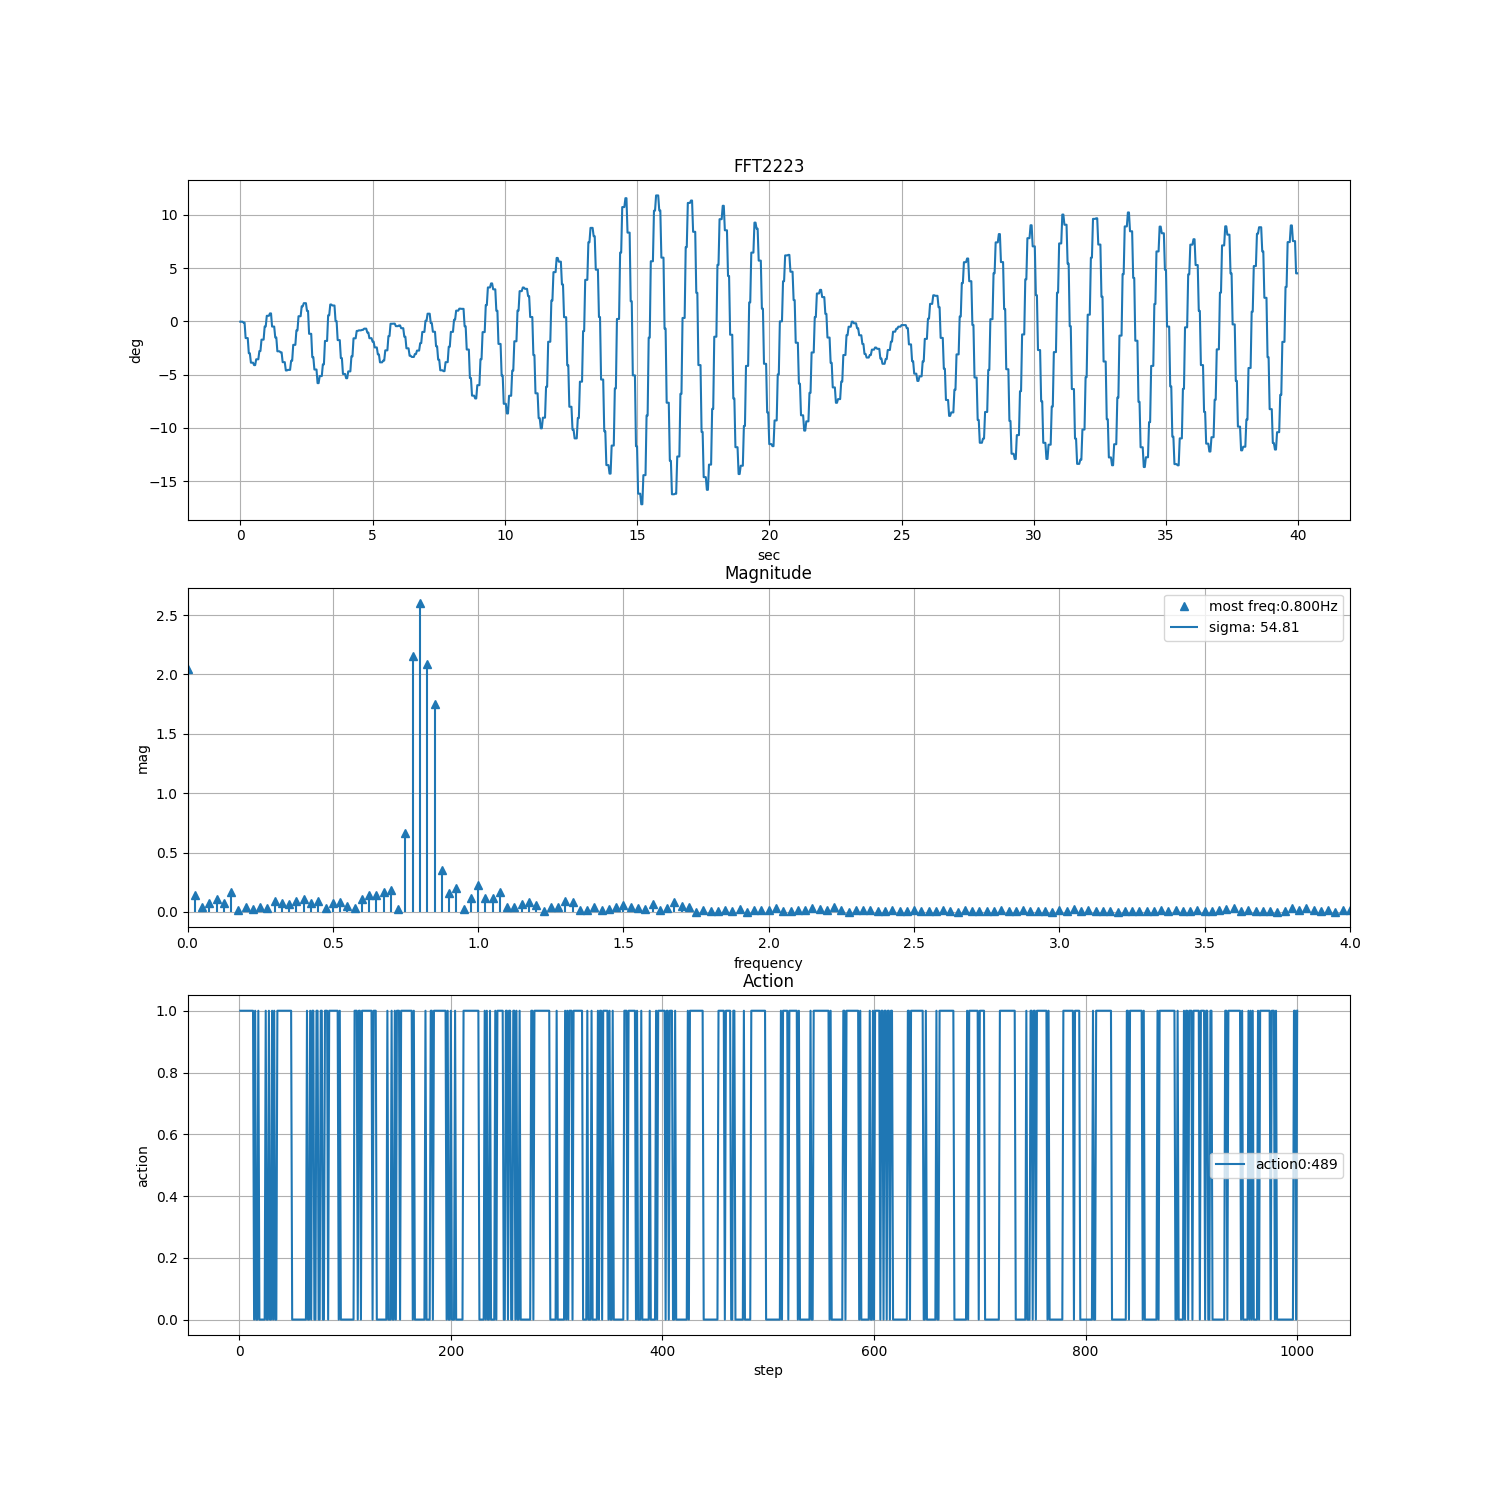 FFT2223
10
5
0
−5
−10
−15
deg
0 5 10 15 20 25 30 35 40
sec
Magnitude
2.5
2.0
1.5
1.0
0.5
0.0
mag
most freq:0.800Hz
sigma: 54.81
0.0 0.5 1.0 1.5 2.0 2.5 3.0 3.5 4.0
frequency
Action
1.0
0.8
0.6
0.4
0.2
0.0
action
action0:489
0 200 400 600 800 1000
step